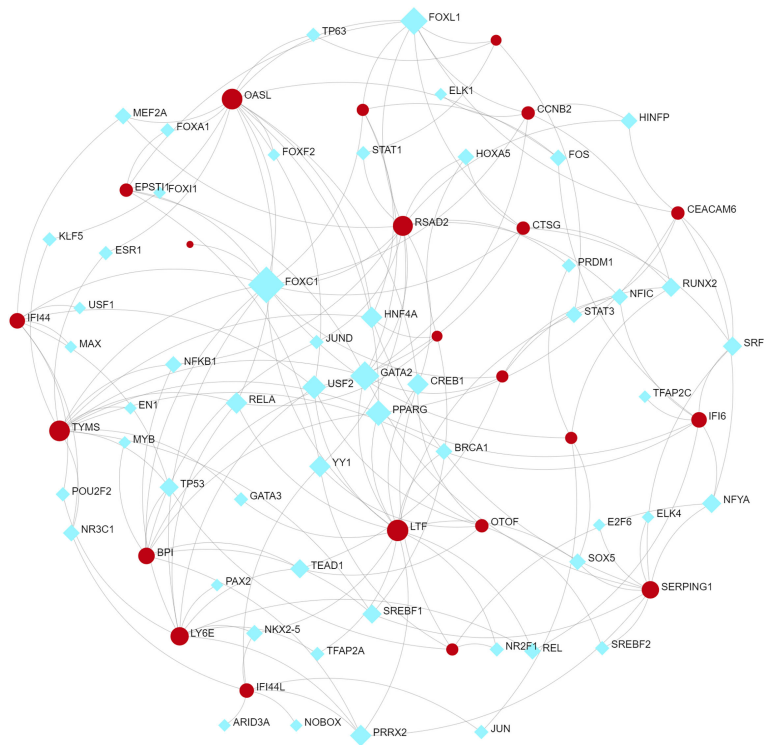 FOXL1
TP63
ELK1
OASL
MEF2A
CCNB2
HINFP
FOXA1
FOXF2
STAT1
HOXA5
FOS
EPSTI1
FOXI1
CEACAM6
RSAD2
CTSG
KLF5
ESR1
PRDM1
FOXC1
RUNX2
NFIC
USF1
IFI44
HNF4A
STAT3
JUND
MAX
SRF
NFKB1
GATA2
CREB1
USF2
TFAP2C
RELA
EN1
PPARG
IFI6
TYMS
MYB
BRCA1
YY1
TP53
POU2F2
GATA3
NFYA
ELK4
E2F6
OTOF
LTF
NR3C1
BPI
SOX5
TEAD1
PAX2
SERPING1
SREBF1
NKX2-5
LY6E
TFAP2A
NR2F1
REL
SREBF2
IFI44L
ARID3A
NOBOX
JUN
PRRX2